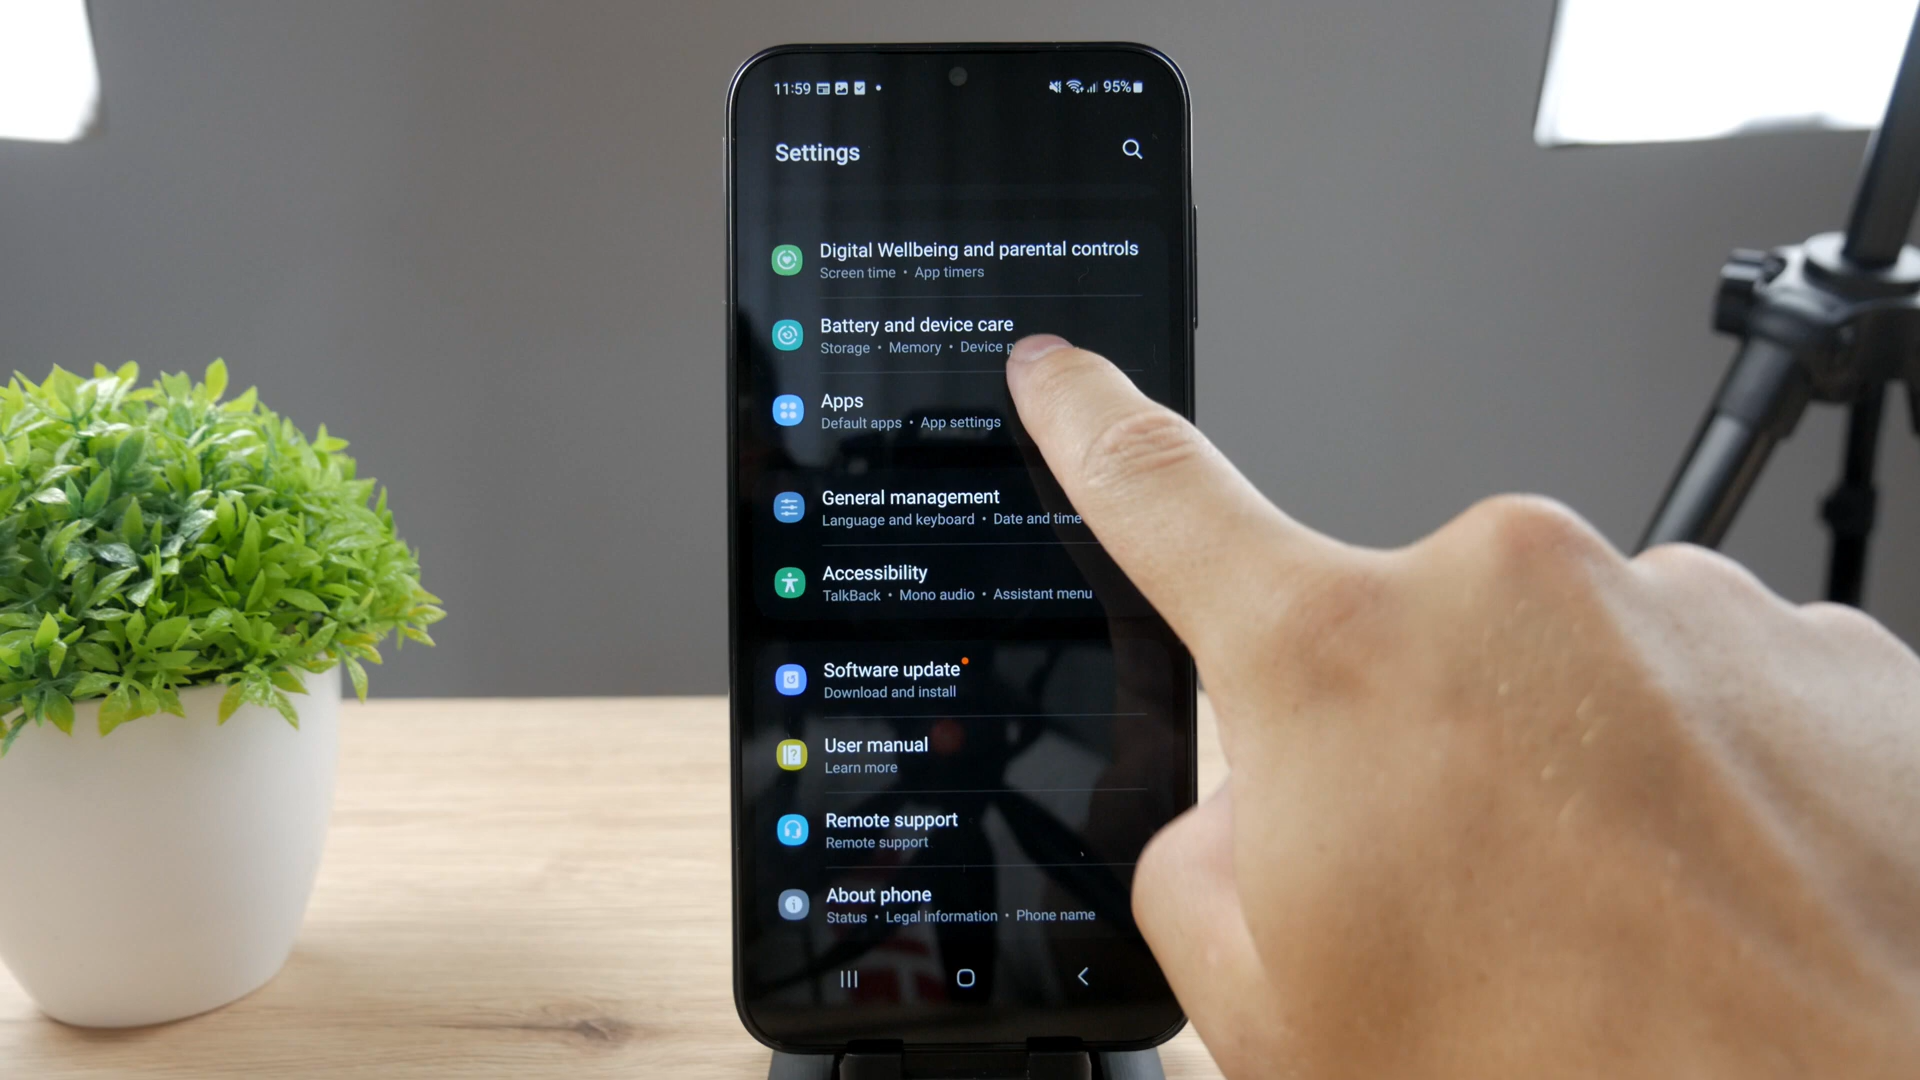 11:59 95%
Settings
Digital Wellbeing and parental controls
Screen time • App timers
Battery and device care
Storage • Memory • Device
Apps
Default apps • App settings
General management
Language and keyboard • Date and time
Accessibility
TalkBack • Mono audio • Assistant menu
Software update
Download and install
User manual
Learn more
Remote support
Remote support
About phone
Status • Legal information • Phone name